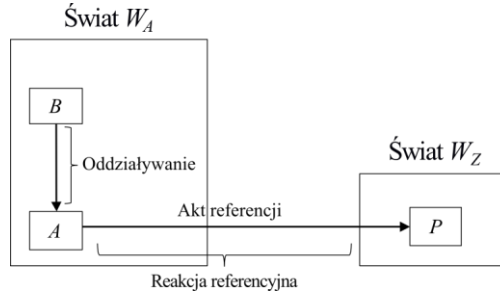 Świat W_A
B
Oddziaływanie
Świat W_Z
Akt referencji
A
P
Reakcja referencyjna